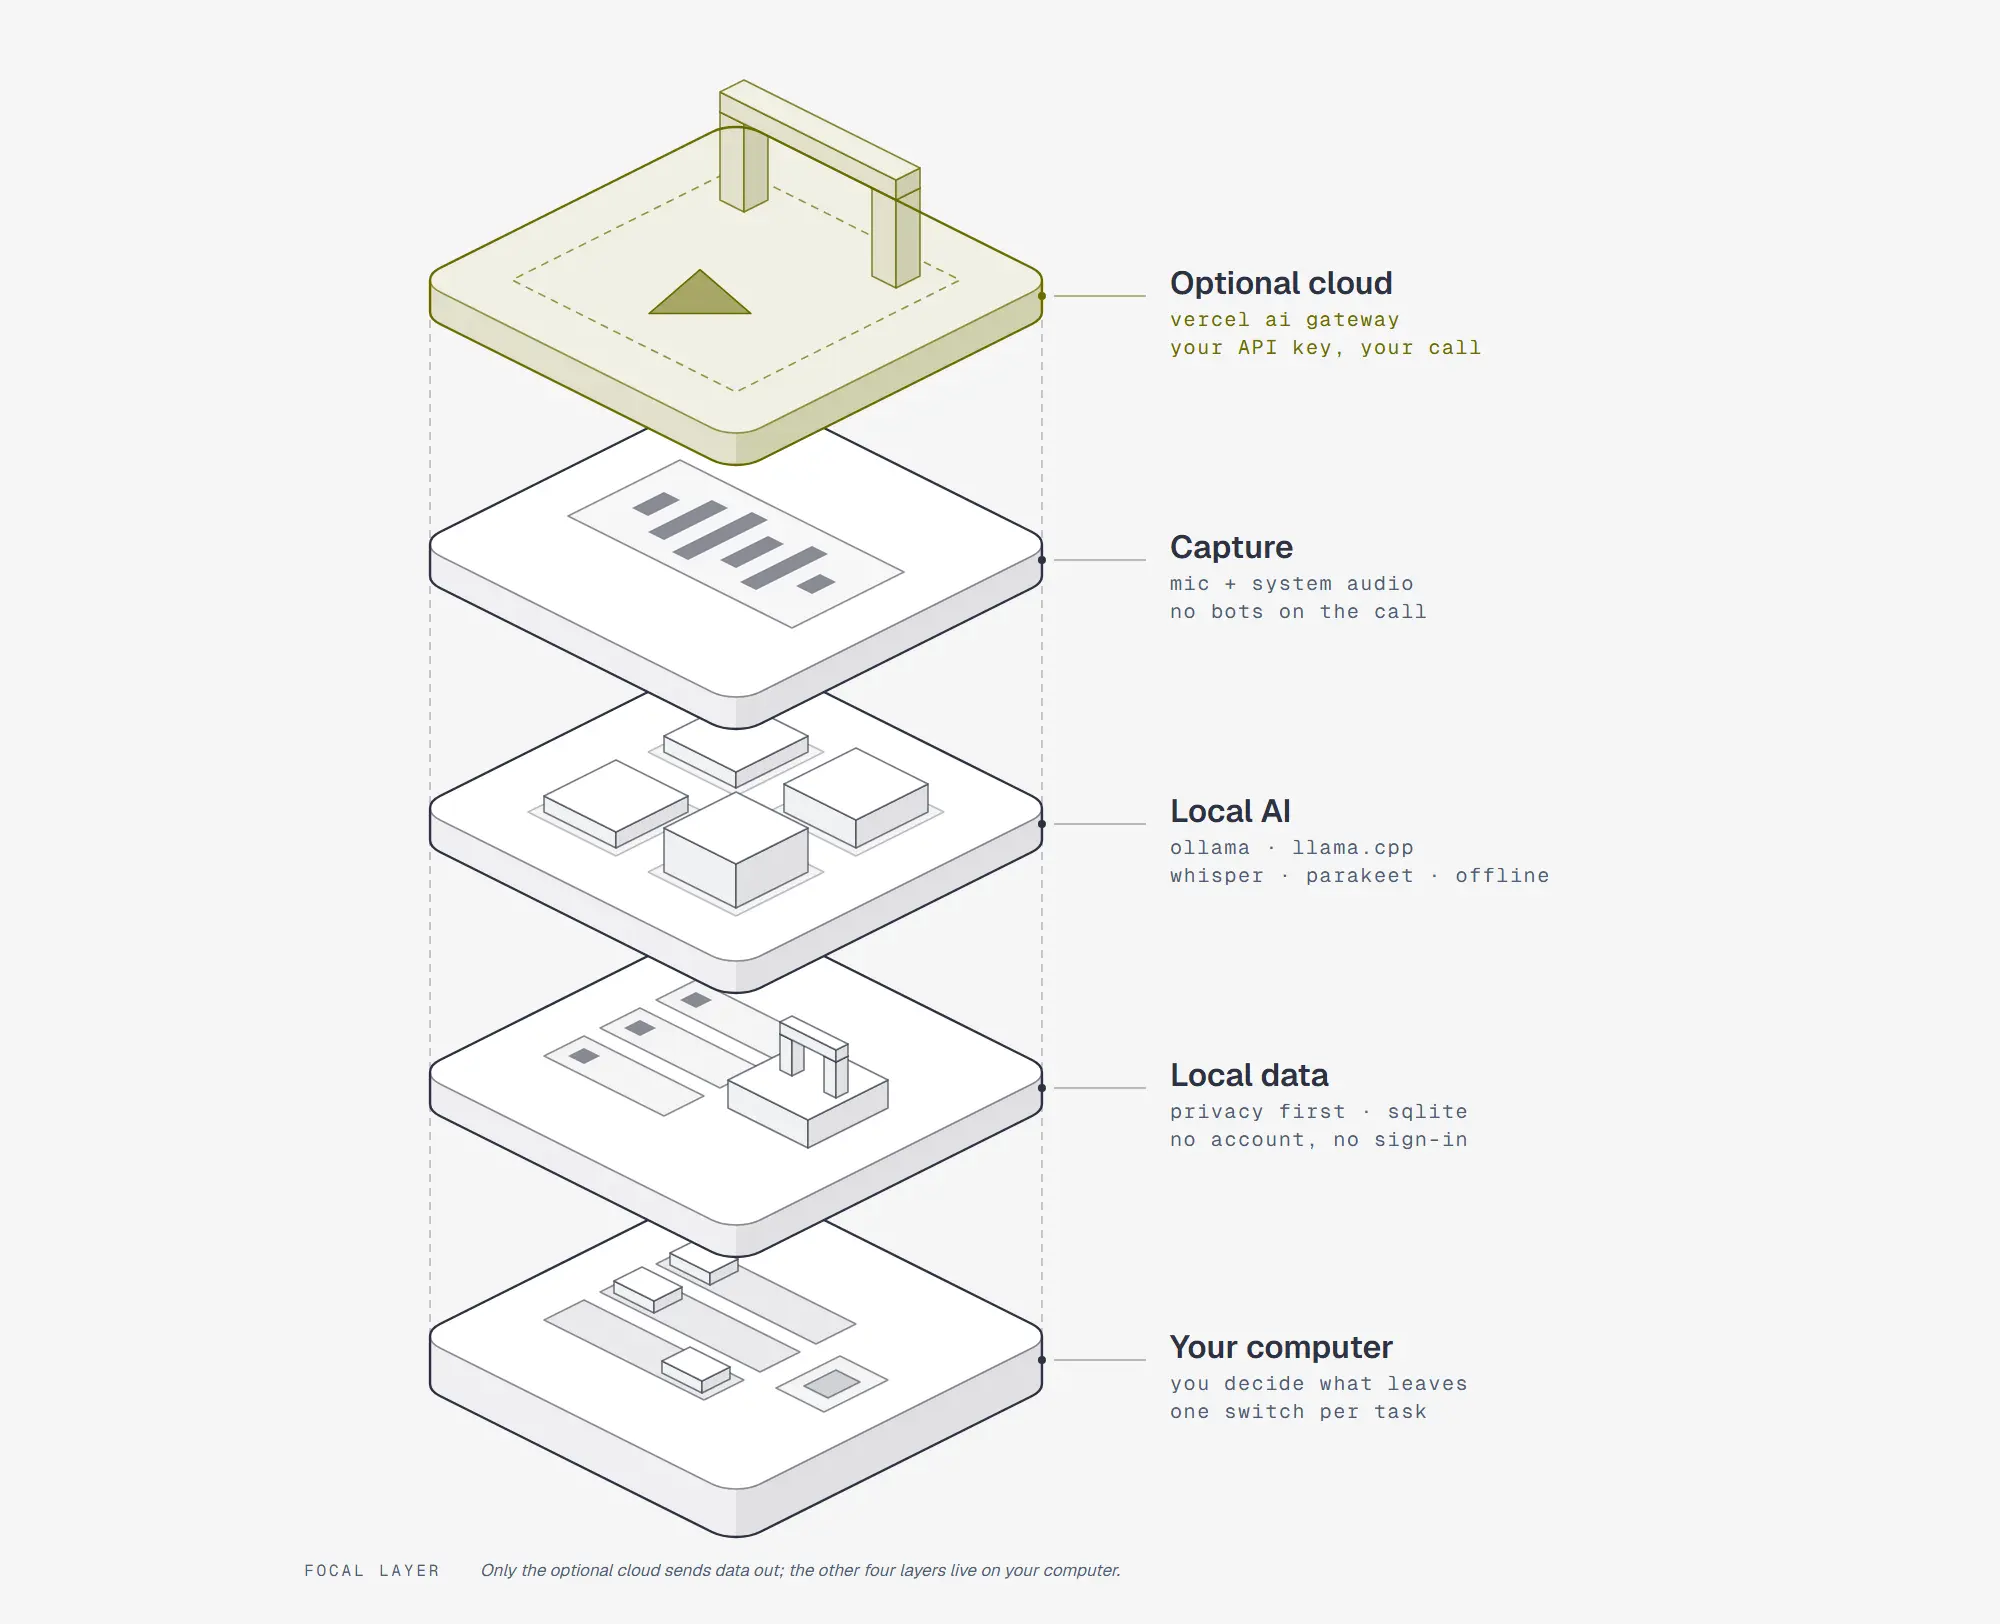 Optional cloud
vercel ai gateway
your API key, your call
Capture
mic + system audio
no bots on the call
Local AI
ollama · llama.cpp
whisper · parakeet · offline
Local data
privacy first · sqlite
no account, no sign-in
Your computer
you decide what leaves
one switch per task
FOCAL LAYER Only the optional cloud sends data out; the other four layers live on your computer.